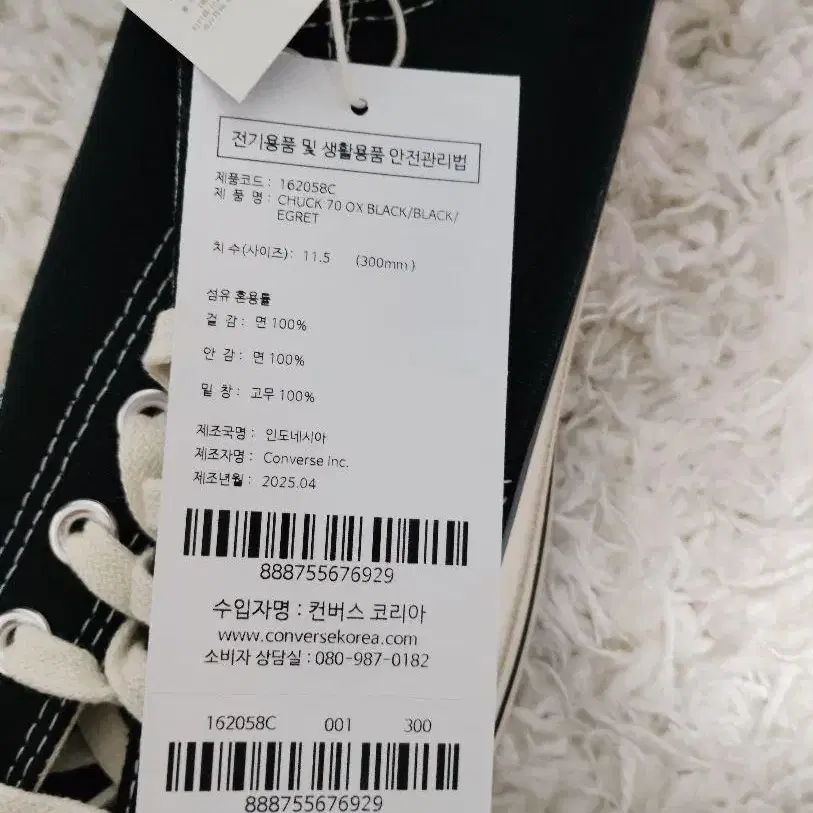 전기용품 및 생활용품 안전관리법
제품코드 : 162058C
제 품 명 : CHUCK 70 OX BLACK/BLACK/
EGRET
치 수(사이즈) : 11.5 (300mm)
섬유 혼용률
겉 감 : 면 100%
안 감 : 면 100%
밑 창 : 고무 100%
제조국명 : 인도네시아
제조자명 : Converse Inc.
제조년월 : 2025.04
888755676929
수입자명 : 컨버스 코리아
www.conversekorea.com
소비자 상담실 : 080-987-0182
162058C 001 300
888755676929